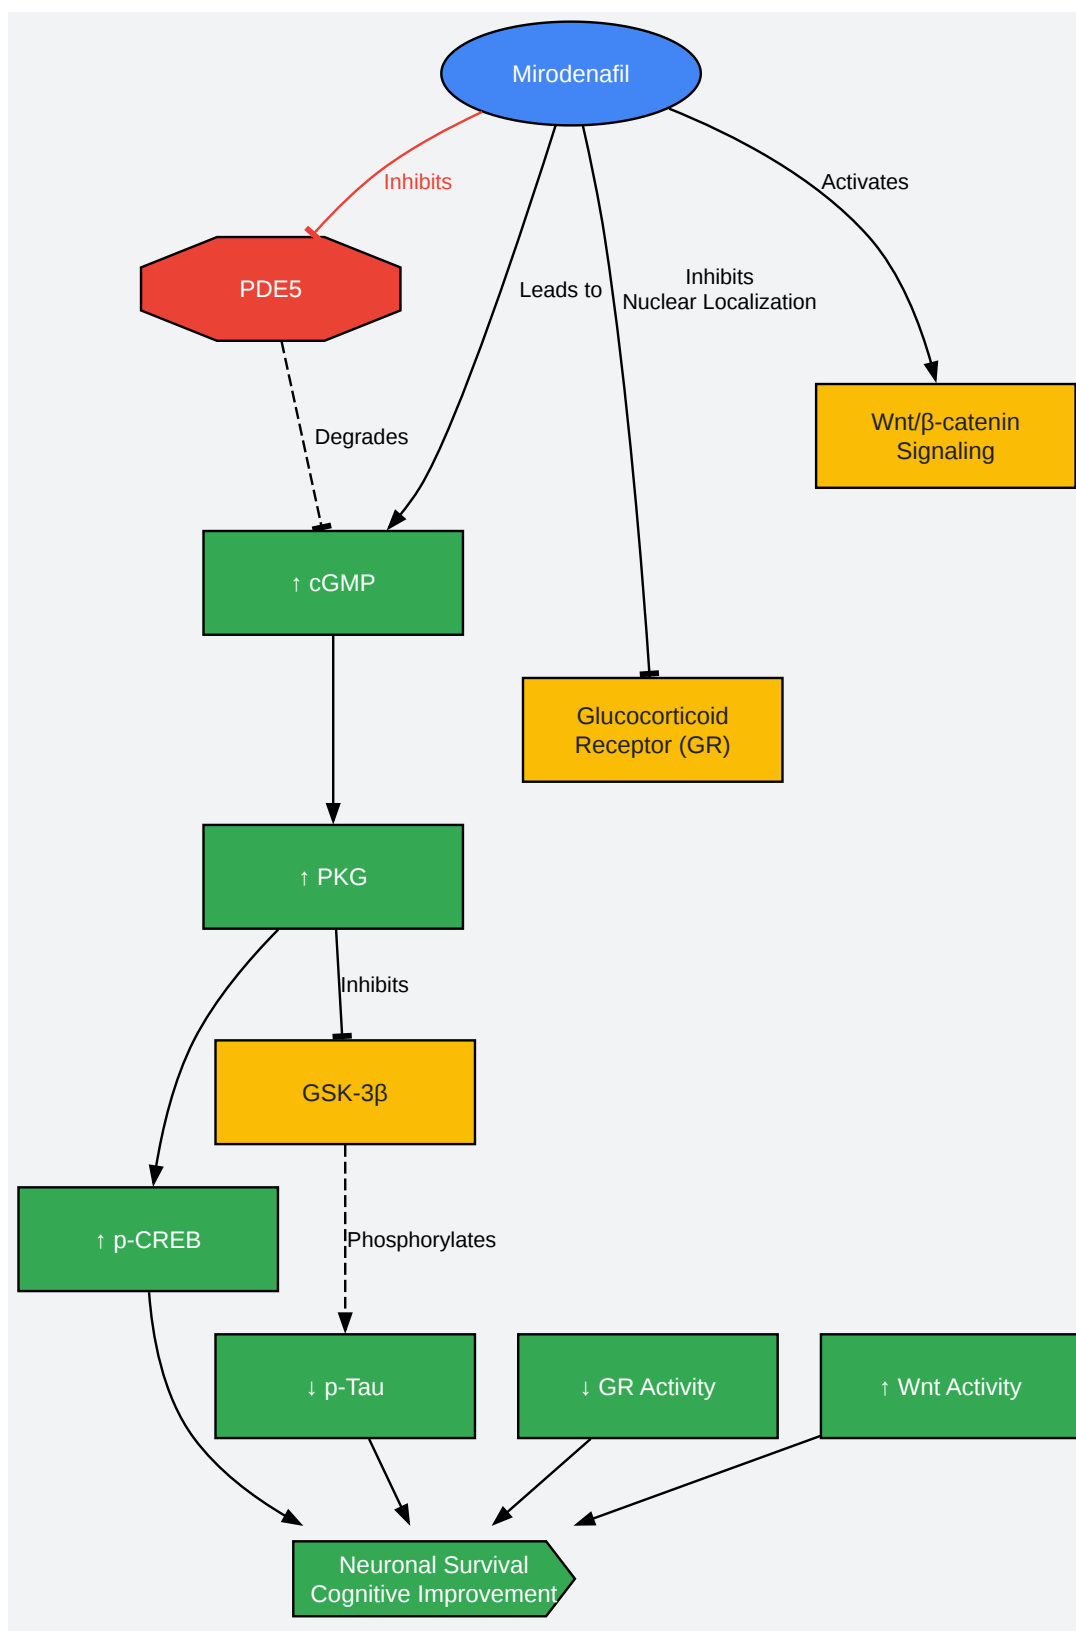 Mirodenafil
Inhibits
Activates
PDE5
Leads to
Inhibits
Nuclear Localization
Degrades
Wnt/β-catenin
Signaling
↑ cGMP
Glucocorticoid
Receptor (GR)
↑ PKG
Inhibits
GSK-3β
↑ p-CREB
Phosphorylates
↓ p-Tau
↓ GR Activity
↑ Wnt Activity
Neuronal Survival
Cognitive Improvement